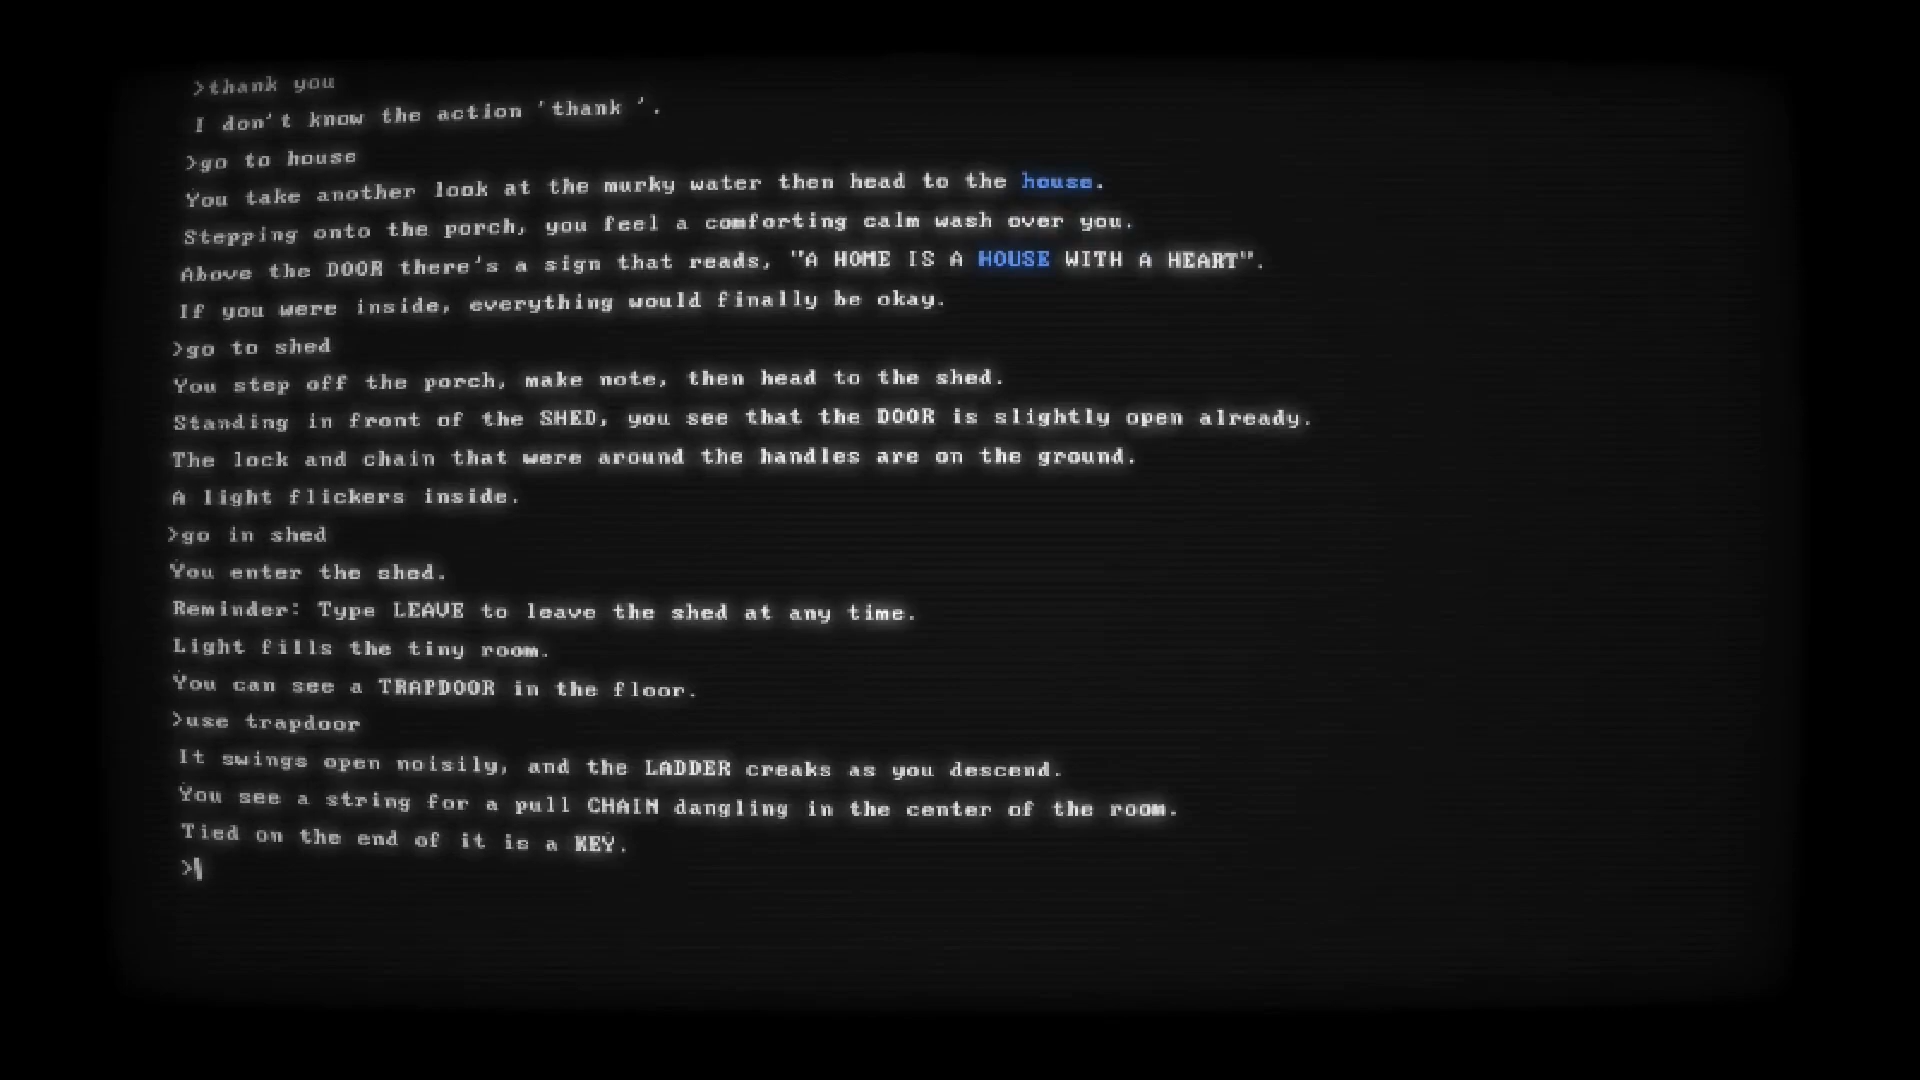 >thank you
I don't know the action 'thank '.
>go to house
You take another look at the murky water then head to the house.
Stepping onto the porch, you feel a comforting calm wash over you.
Above the DOOR there's a sign that reads, "A HOME IS A HOUSE WITH A HEART".
If you were inside, everything would finally be okay.
>go to shed
You step off the porch, make note, then head to the shed.
Standing in front of the SHED, you see that the DOOR is slightly open already.
The lock and chain that were around the handles are on the ground.
A light flickers inside.
>go in shed
You enter the shed.
Reminder: Type LEAVE to leave the shed at any time.
Light fills the tiny room.
You can see a TRAPDOOR in the floor.
>use trapdoor
It swings open noisily, and the LADDER creaks as you descend.
You see a string for a pull CHAIN dangling in the center of the room.
Tied on the end of it is a KEY.
>